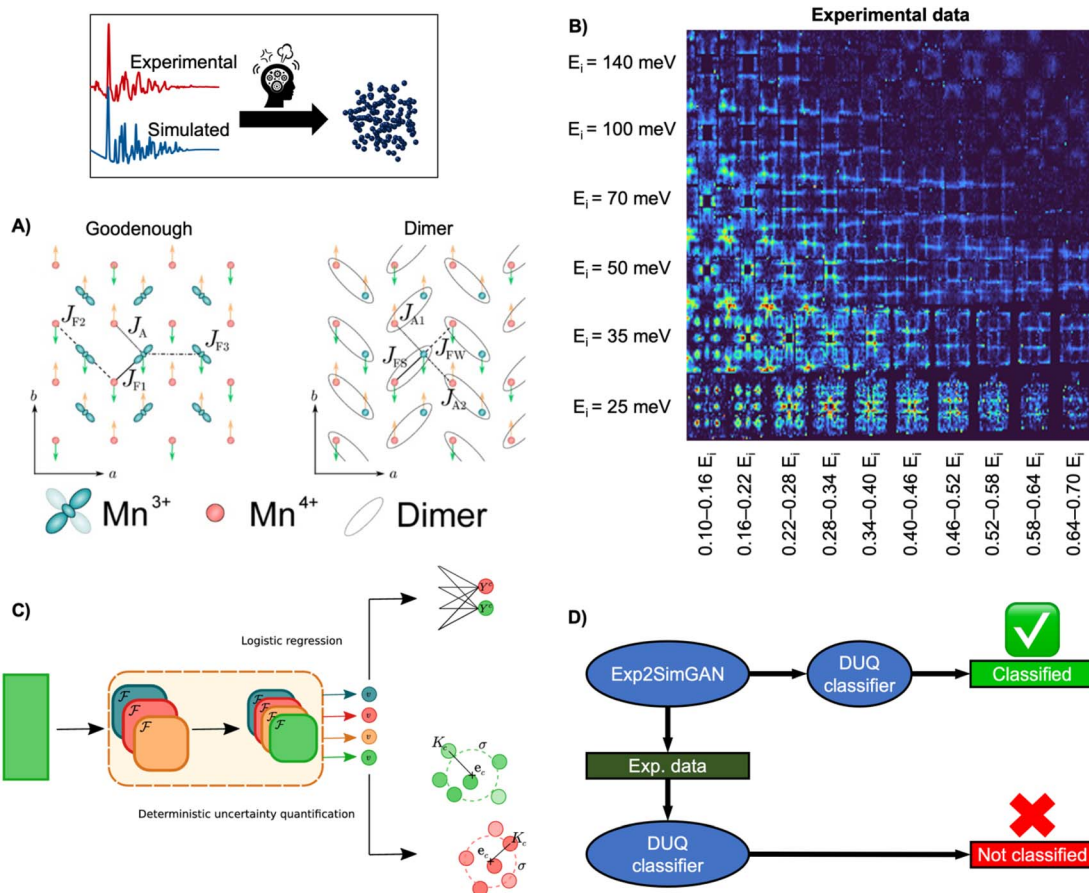 Experimental
Simulated
A)
Goodenough
Dimer
J_F2
J_A
J_F3
J_F1
b
a
J_A1
J_FS
J_FW
J_A2
b
a
Mn³⁺
Mn⁴⁺
Dimer
B)
Experimental data
E_i = 140 meV
E_i = 100 meV
E_i = 70 meV
E_i = 50 meV
E_i = 35 meV
E_i = 25 meV
0.10–0.16 E_i
0.16–0.22 E_i
0.22–0.28 E_i
0.28–0.34 E_i
0.34–0.40 E_i
0.40–0.46 E_i
0.46–0.52 E_i
0.52–0.58 E_i
0.58–0.64 E_i
0.64–0.70 E_i
C)
Logistic regression
ℱ
ℱ
ℱ
ℱ
ℱ
v
v
v
v
Deterministic uncertainty quantification
K_c
σ
e_c
e_c
K_c
σ
D)
Exp2SimGAN
DUQ
classifier
Classified
Exp. data
DUQ
classifier
Not classified